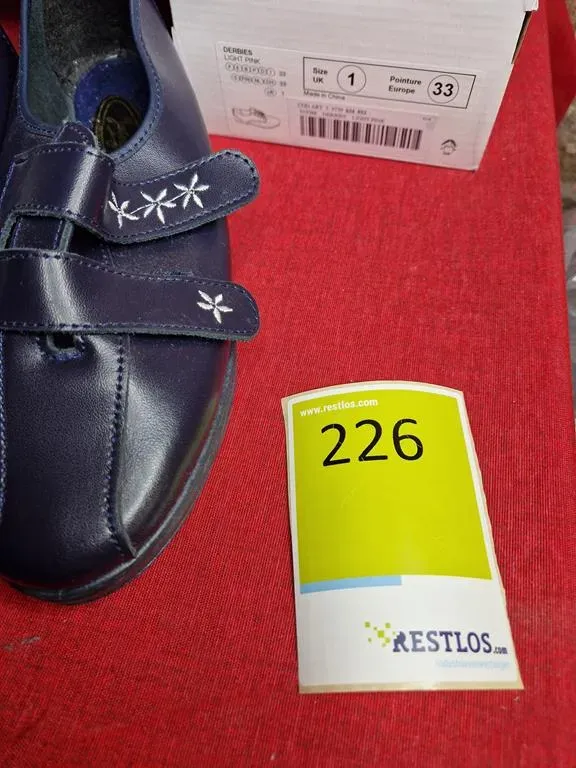 DERBIES
LIGHT PINK
Size
UK
1
Pointure
Europe
33
Made in China
www.restlos.com
226
RESTLOS.com